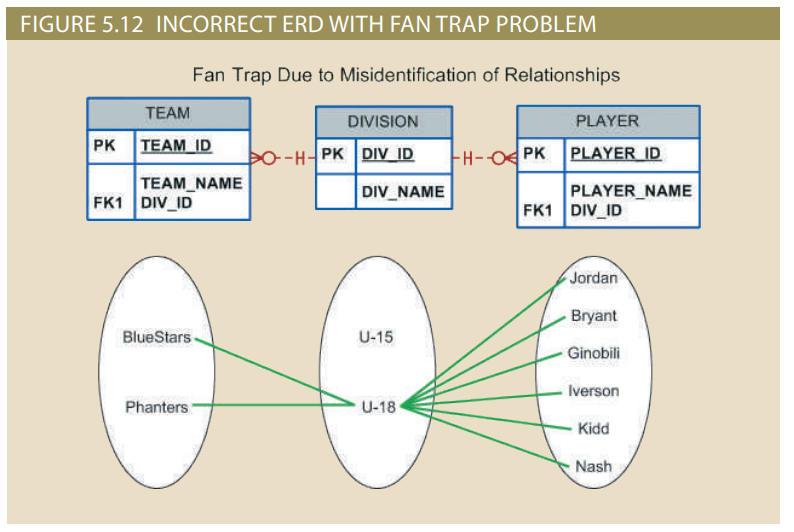 FIGURE 5.12 INCORRECT ERD WITH FAN TRAP PROBLEM
Fan Trap Due to Misidentification of Relationships
TEAM
PK TEAM_ID
TEAM_NAME
FK1 DIV_ID
DIVISION
PK DIV_ID
DIV_NAME
PLAYER
PK PLAYER_ID
PLAYER_NAME
FK1 DIV_ID
BlueStars
Phanters
U-15
U-18
Jordan
Bryant
Ginobili
Iverson
Kidd
Nash